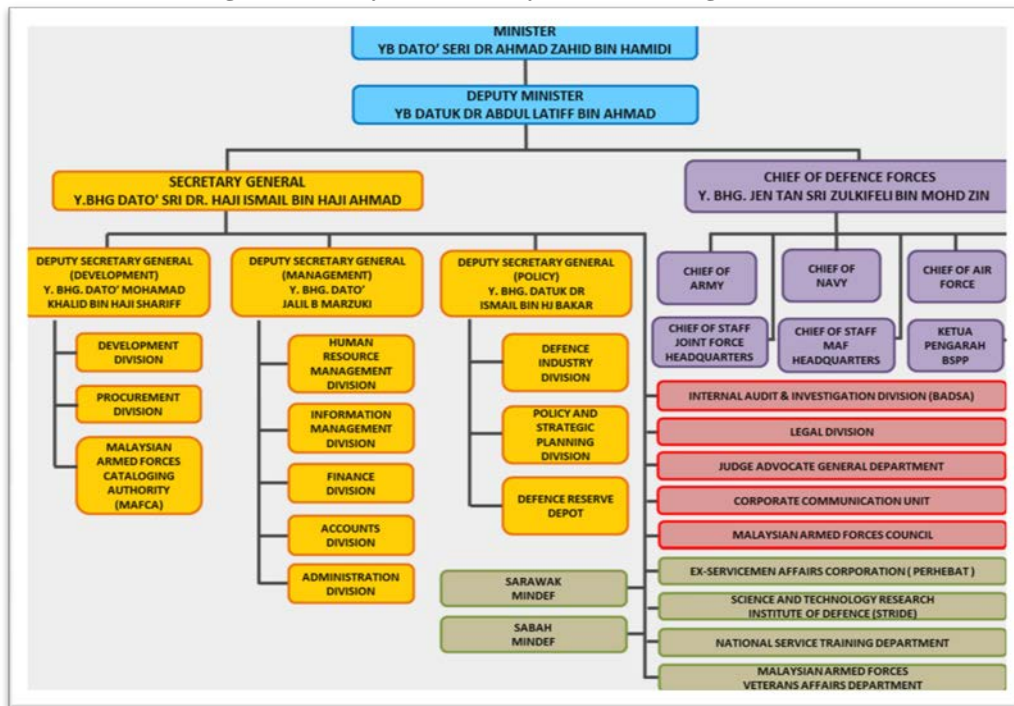 MINISTER
YB DATO' SERI DR AHMAD ZAHID BIN HAMIDI
DEPUTY MINISTER
YB DATUK DR ABDUL LATIFF BIN AHMAD
SECRETARY GENERAL
Y.BHG DATO' SRI DR. HAJI ISMAIL BIN HAJI AHMAD
CHIEF OF DEFENCE FORCES
Y. BHG. JEN TAN SRI ZULKIFELI BIN MOHD ZIN
DEPUTY SECRETARY GENERAL
(DEVELOPMENT)
Y. BHG. DATO' MOHAMAD
KHALID BIN HAJI SHARIFF
DEVELOPMENT
DIVISION
PROCUREMENT
DIVISION
MALAYSIAN
ARMED FORCES
CATALOGING
AUTHORITY
(MAFCA)
DEPUTY SECRETARY GENERAL
(MANAGEMENT)
Y. BHG. DATO'
JALIL B MARZUKI
HUMAN
RESOURCE
MANAGEMENT
DIVISION
INFORMATION
MANAGEMENT
DIVISION
FINANCE
DIVISION
ACCOUNTS
DIVISION
ADMINISTRATION
DIVISION
DEPUTY SECRETARY GENERAL
(POLICY)
Y. BHG. DATUK DR
ISMAIL BIN HJ BAKAR
DEFENCE
INDUSTRY
DIVISION
POLICY AND
STRATEGIC
PLANNING
DIVISION
DEFENCE RESERVE
DEPOT
SARAWAK
MINDEF
SABAH
MINDEF
CHIEF OF
ARMY
CHIEF OF
NAVY
CHIEF OF AIR
FORCE
CHIEF OF STAFF
JOINT FORCE
HEADQUARTERS
CHIEF OF STAFF
MAF
HEADQUARTERS
KETUA
PENGARAH
BSPP
INTERNAL AUDIT & INVESTIGATION DIVISION (BADSA)
LEGAL DIVISION
JUDGE ADVOCATE GENERAL DEPARTMENT
CORPORATE COMMUNICATION UNIT
MALAYSIAN ARMED FORCES COUNCIL
EX-SERVICEMEN AFFAIRS CORPORATION ( PERHEBAT )
SCIENCE AND TECHNOLOGY RESEARCH
INSTITUTE OF DEFENCE (STRIDE)
NATIONAL SERVICE TRAINING DEPARTMENT
MALAYSIAN ARMED FORCES
VETERANS AFFAIRS DEPARTMENT